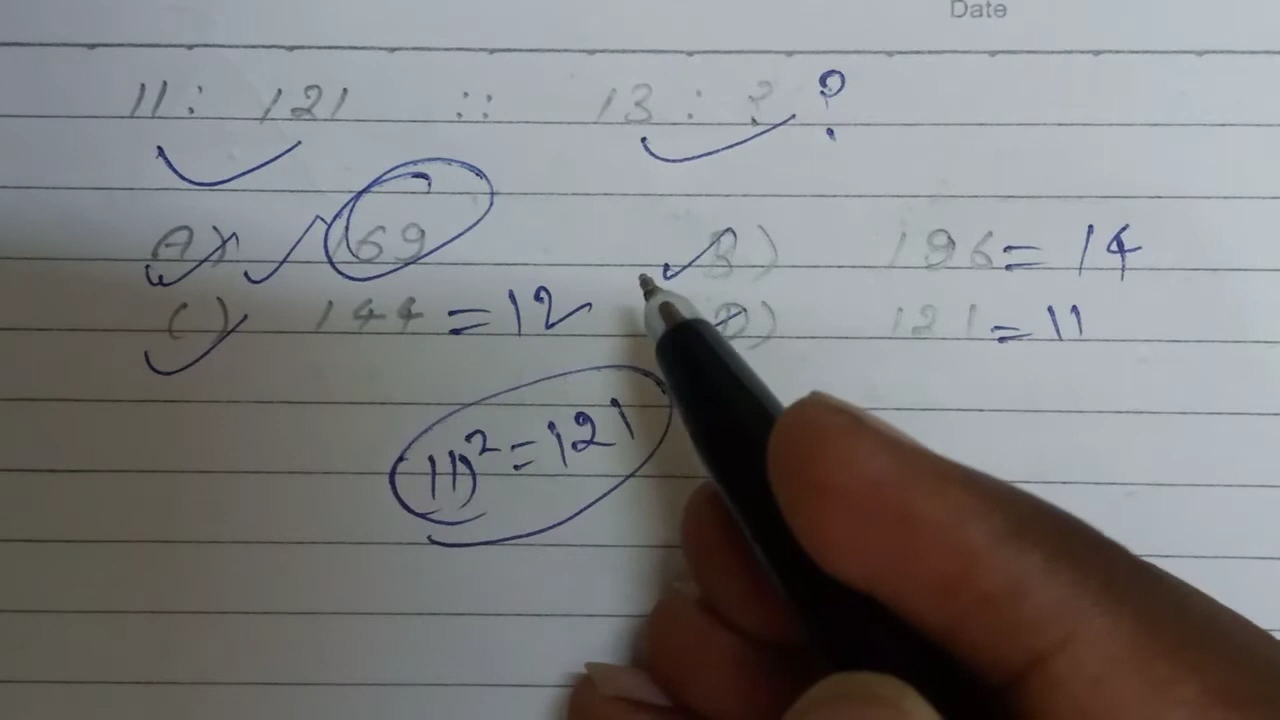 Date
11 : 121 :: 13 : ? ?
A) 169 B) 196 = 14
C) 144 = 12 D) 121 = 11
11)² = 121